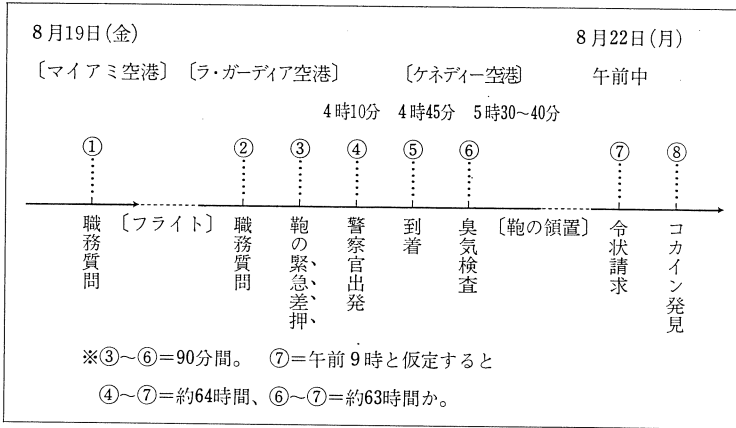 8月19日(金) 8月22日(月)
〔マイアミ空港〕 〔ラ・ガーディア空港〕 〔ケネディー空港〕 午前中
4時10分 4時45分 5時30~40分
① ② ③ ④ ⑤ ⑥ ⑦ ⑧
職務質問
〔フライト〕
職務質問
鞄の緊急差押
警察官出発
到着
臭気検査
〔鞄の領置〕
令状請求
コカイン発見
※③~⑥=90分間。 ⑦=午前9時と仮定すると
④~⑦=約64時間、⑥~⑦=約63時間か。